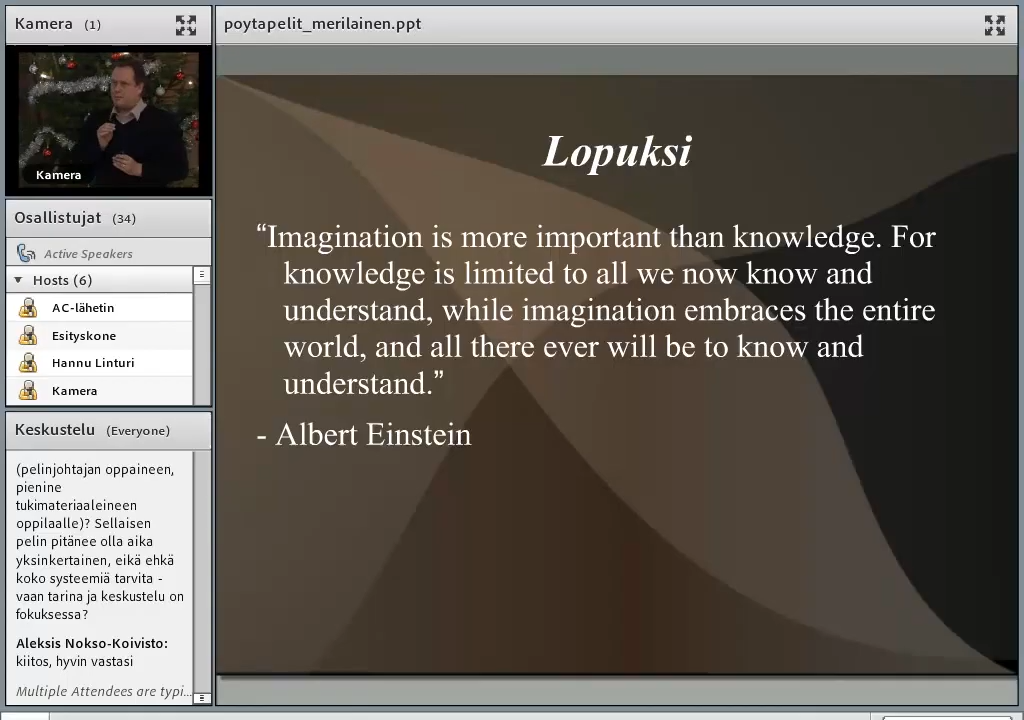 Kamera (1)
Kamera
Osallistujat (34)
Active Speakers
Hosts (6)
AC-lähetin
Esityskone
Hannu Linturi
Kamera
Keskustelu (Everyone)
(pelinjohtajan oppaineen,
pienine
tukimateriaaleineen
oppilaalle)? Sellaisen
pelin pitänee olla aika
yksinkertainen, eikä ehkä
koko systeemiä tarvita -
vaan tarina ja keskustelu on
fokuksessa?
Aleksis Nokso-Koivisto:
kiitos, hyvin vastasi
Multiple Attendees are typi...
poytapelit_merilainen.ppt
Lopuksi
“Imagination is more important than knowledge. For
knowledge is limited to all we now know and
understand, while imagination embraces the entire
world, and all there ever will be to know and
understand.”
- Albert Einstein